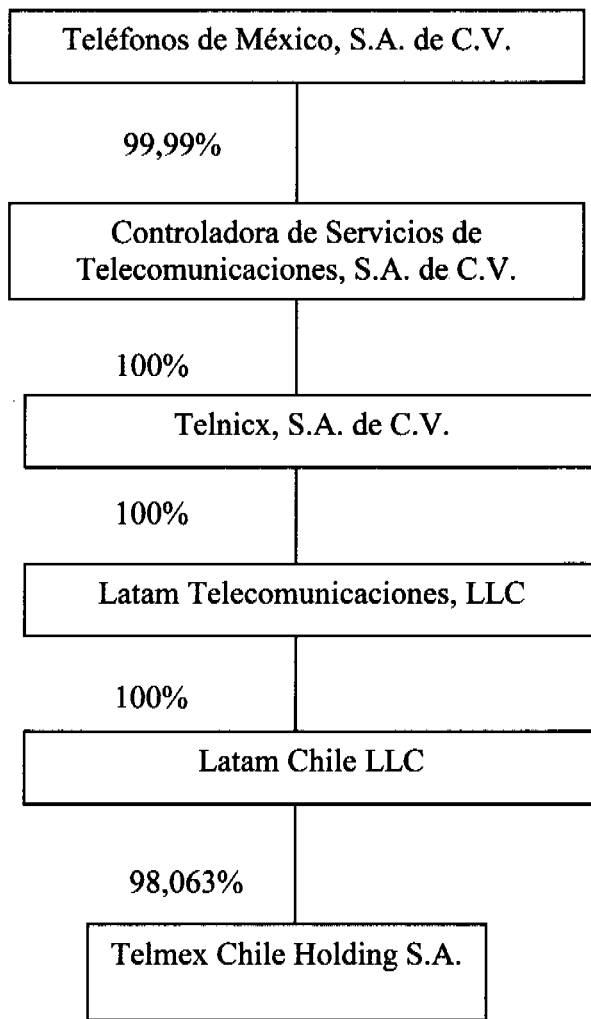 Teléfonos de México, S.A. de C.V.
99,99%
Controladora de Servicios de
Telecomunicaciones, S.A. de C.V.
100%
Telnicx, S.A. de C.V.
100%
Latam Telecomunicaciones, LLC
100%
Latam Chile LLC
98,063%
Telmex Chile Holding S.A.